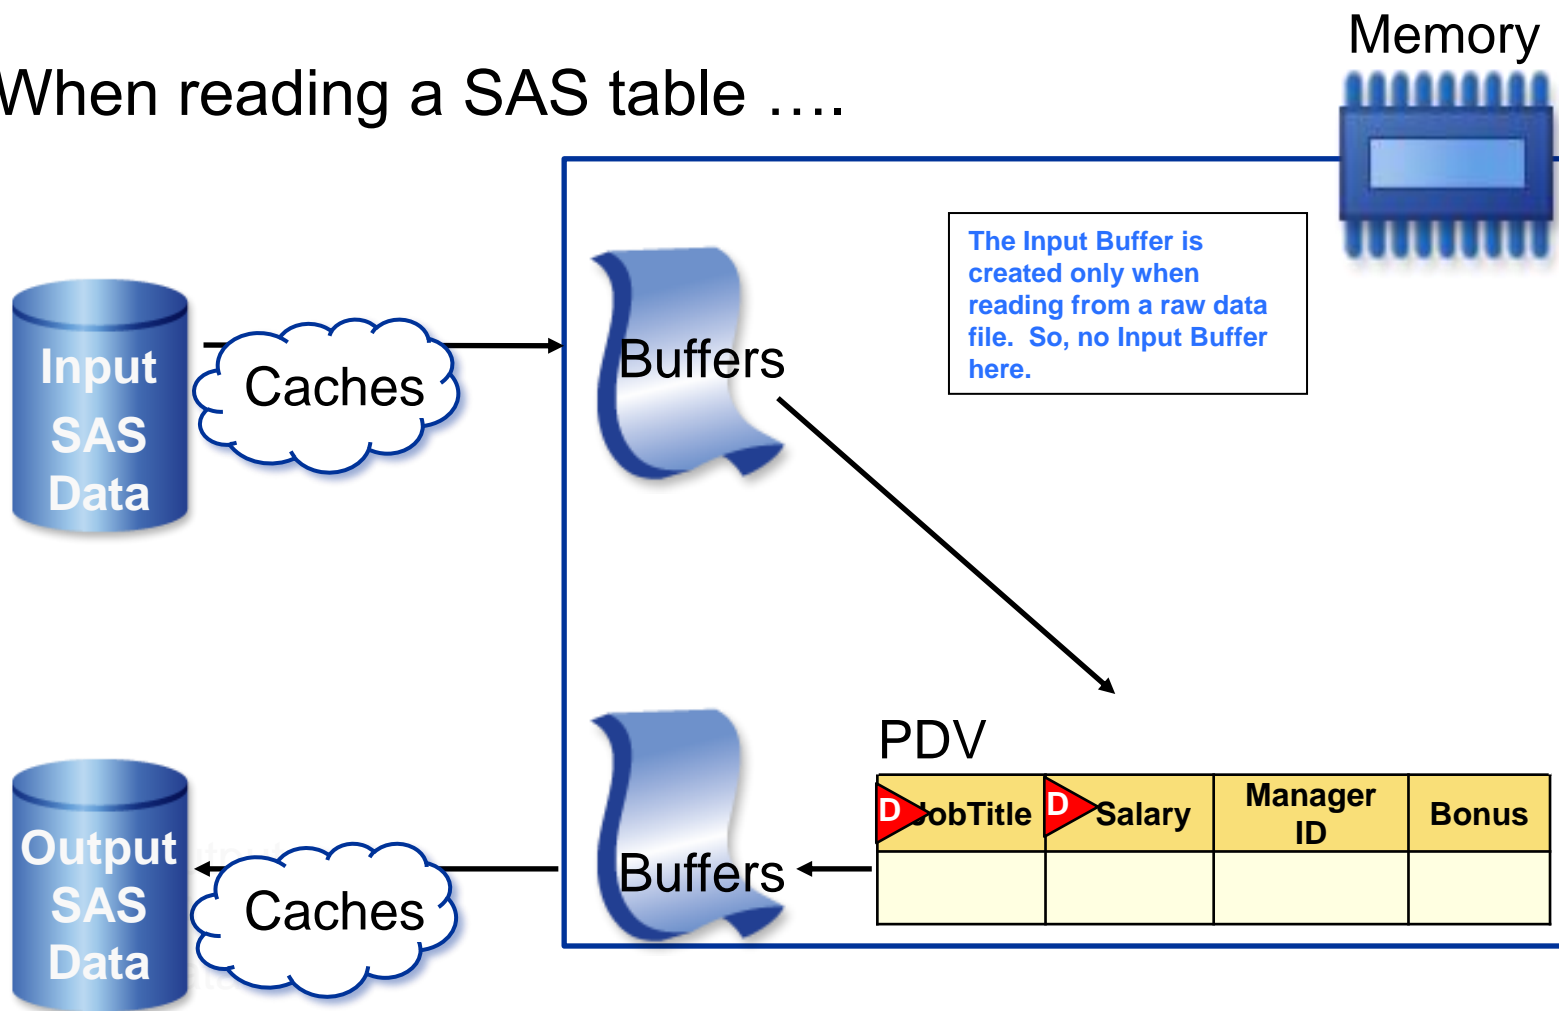 Memory
When reading a SAS table ....
The Input Buffer is
created only when
reading from a raw data
file.  So, no Input Buffer
here.
Input
SAS
Data
Caches
Buffers
PDV
D JobTitle
D Salary
Manager
ID
Bonus
Output
SAS
Data
Caches
Buffers